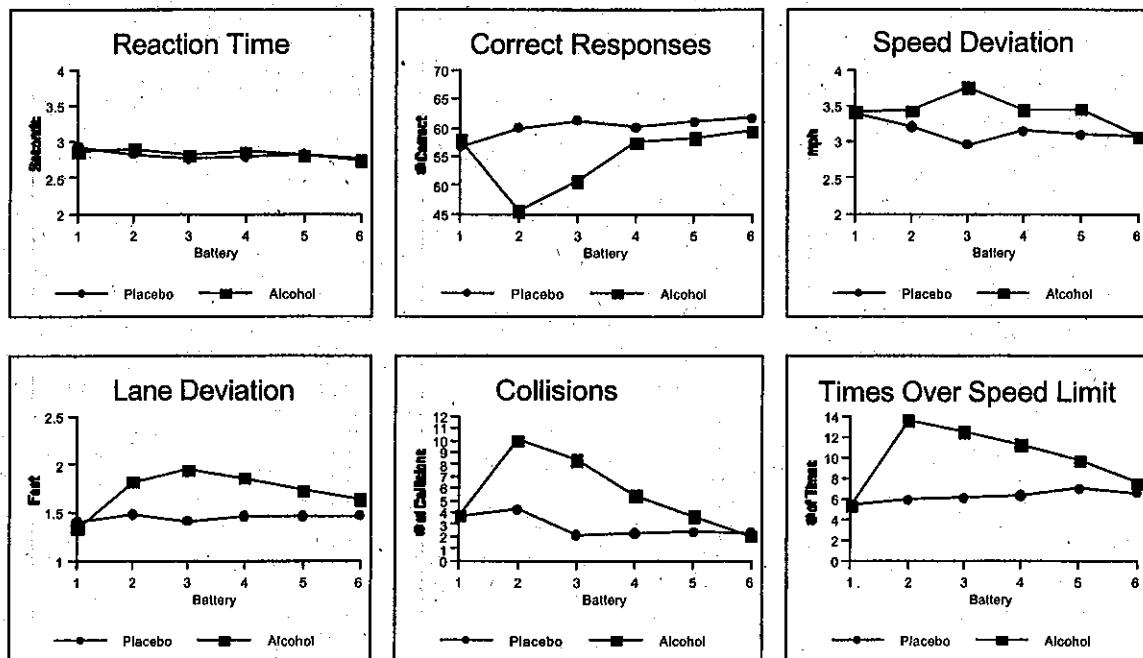 Reaction Time
4
3.5
3
2.5
2
Seconds
1 2 3 4 5 6
Battery
Placebo Alcohol
Correct Responses
70
65
60
55
50
45
# Correct
1 2 3 4 5 6
Battery
Placebo Alcohol
Speed Deviation
4
3.5
3
2.5
2
mph
1 2 3 4 5 6
Battery
Placebo Alcohol
Lane Deviation
2.5
2
1.5
1
Feet
1 2 3 4 5 6
Battery
Placebo Alcohol
Collisions
12
11
10
9
8
7
6
5
4
3
2
1
0
# of Collisions
1 2 3 4 5 6
Battery
Placebo Alcohol
Times Over Speed Limit
14
12
10
8
6
4
2
0
# of Times
1 2 3 4 5 6
Battery
Placebo Alcohol